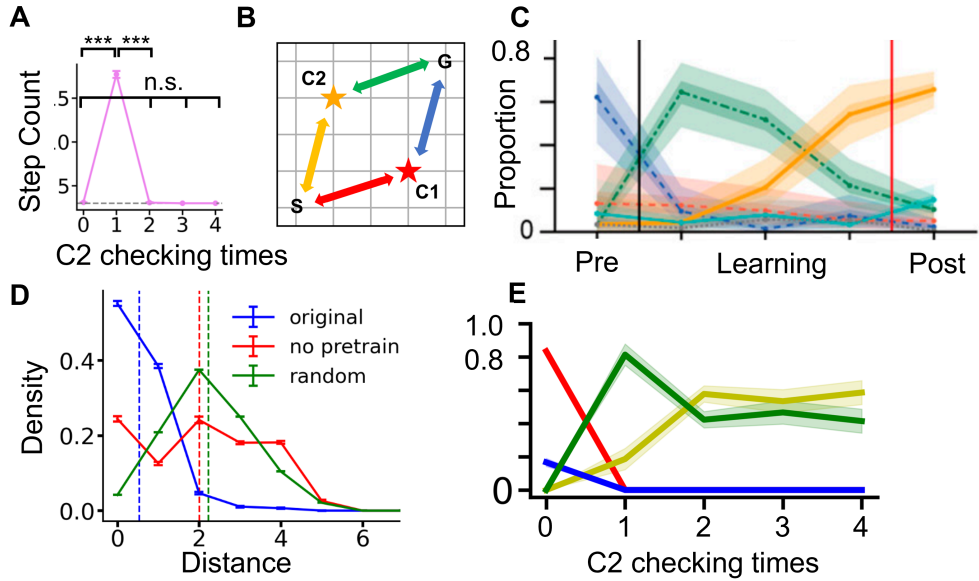 A
*** ***
n.s.
.5
.0
5
Step Count
0 1 2 3 4
C2 checking times
B
C2
G
S
C1
C
0.8
0
Proportion
Pre Learning Post
D
original
no pretrain
random
0.4
0.2
0.0
Density
0 2 4 6
Distance
E
1.0
0.8
0
0 1 2 3 4
C2 checking times